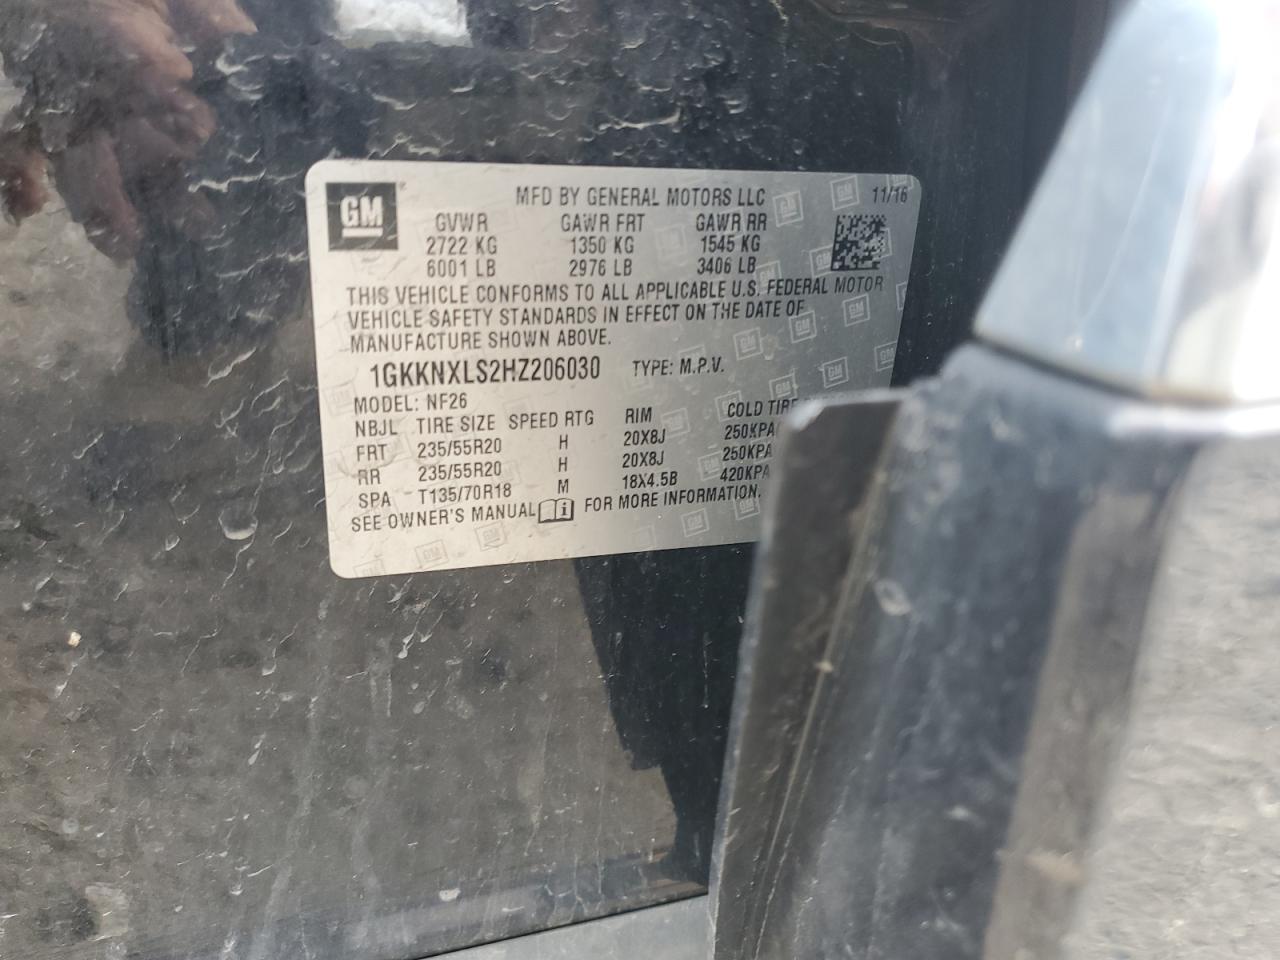 GM MFD BY GENERAL MOTORS LLC 11/16
GVWR GAWR FRT GAWR RR
2722 KG 1350 KG 1545 KG
6001 LB 2976 LB 3406 LB
THIS VEHICLE CONFORMS TO ALL APPLICABLE U.S. FEDERAL MOTOR
VEHICLE SAFETY STANDARDS IN EFFECT ON THE DATE OF
MANUFACTURE SHOWN ABOVE.
1GKKNXLS2HZ206030 TYPE: M.P.V.
MODEL: NF26
NBJL TIRE SIZE SPEED RTG RIM COLD TIRE
FRT 235/55R20 H 20X8J 250KPA
RR 235/55R20 H 20X8J 250KPA
SPA T135/70R18 M 18X4.5B 420KPA
SEE OWNER'S MANUAL FOR MORE INFORMATION.